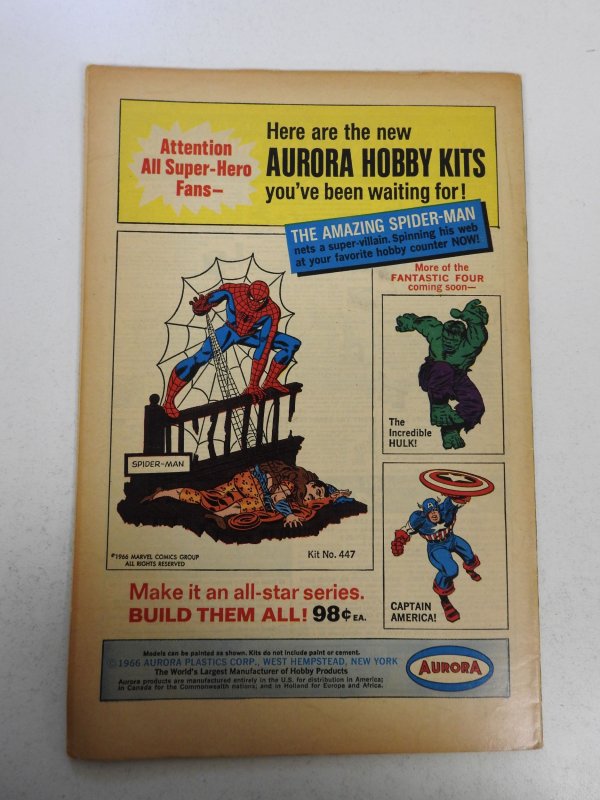 Attention
All Super-Hero
Fans—
Here are the new
AURORA HOBBY KITS
you've been waiting for!
THE AMAZING SPIDER-MAN
nets a super-villain. Spinning his web
at your favorite hobby counter NOW!
More of the
FANTASTIC FOUR
coming soon—
The
Incredible
HULK!
SPIDER-MAN
©1966 MARVEL COMICS GROUP
ALL RIGHTS RESERVED
Kit No. 447
CAPTAIN
AMERICA!
Make it an all-star series.
BUILD THEM ALL! 98¢ EA.
Models can be painted as shown. Kits do not include paint or cement.
©1966 AURORA PLASTICS CORP., WEST HEMPSTEAD, NEW YORK
The World's Largest Manufacturer of Hobby Products
Aurora products are manufactured entirely in the U.S. for distribution in America;
in Canada for the Commonwealth nations; and in Holland for Europe and Africa.
AURORA